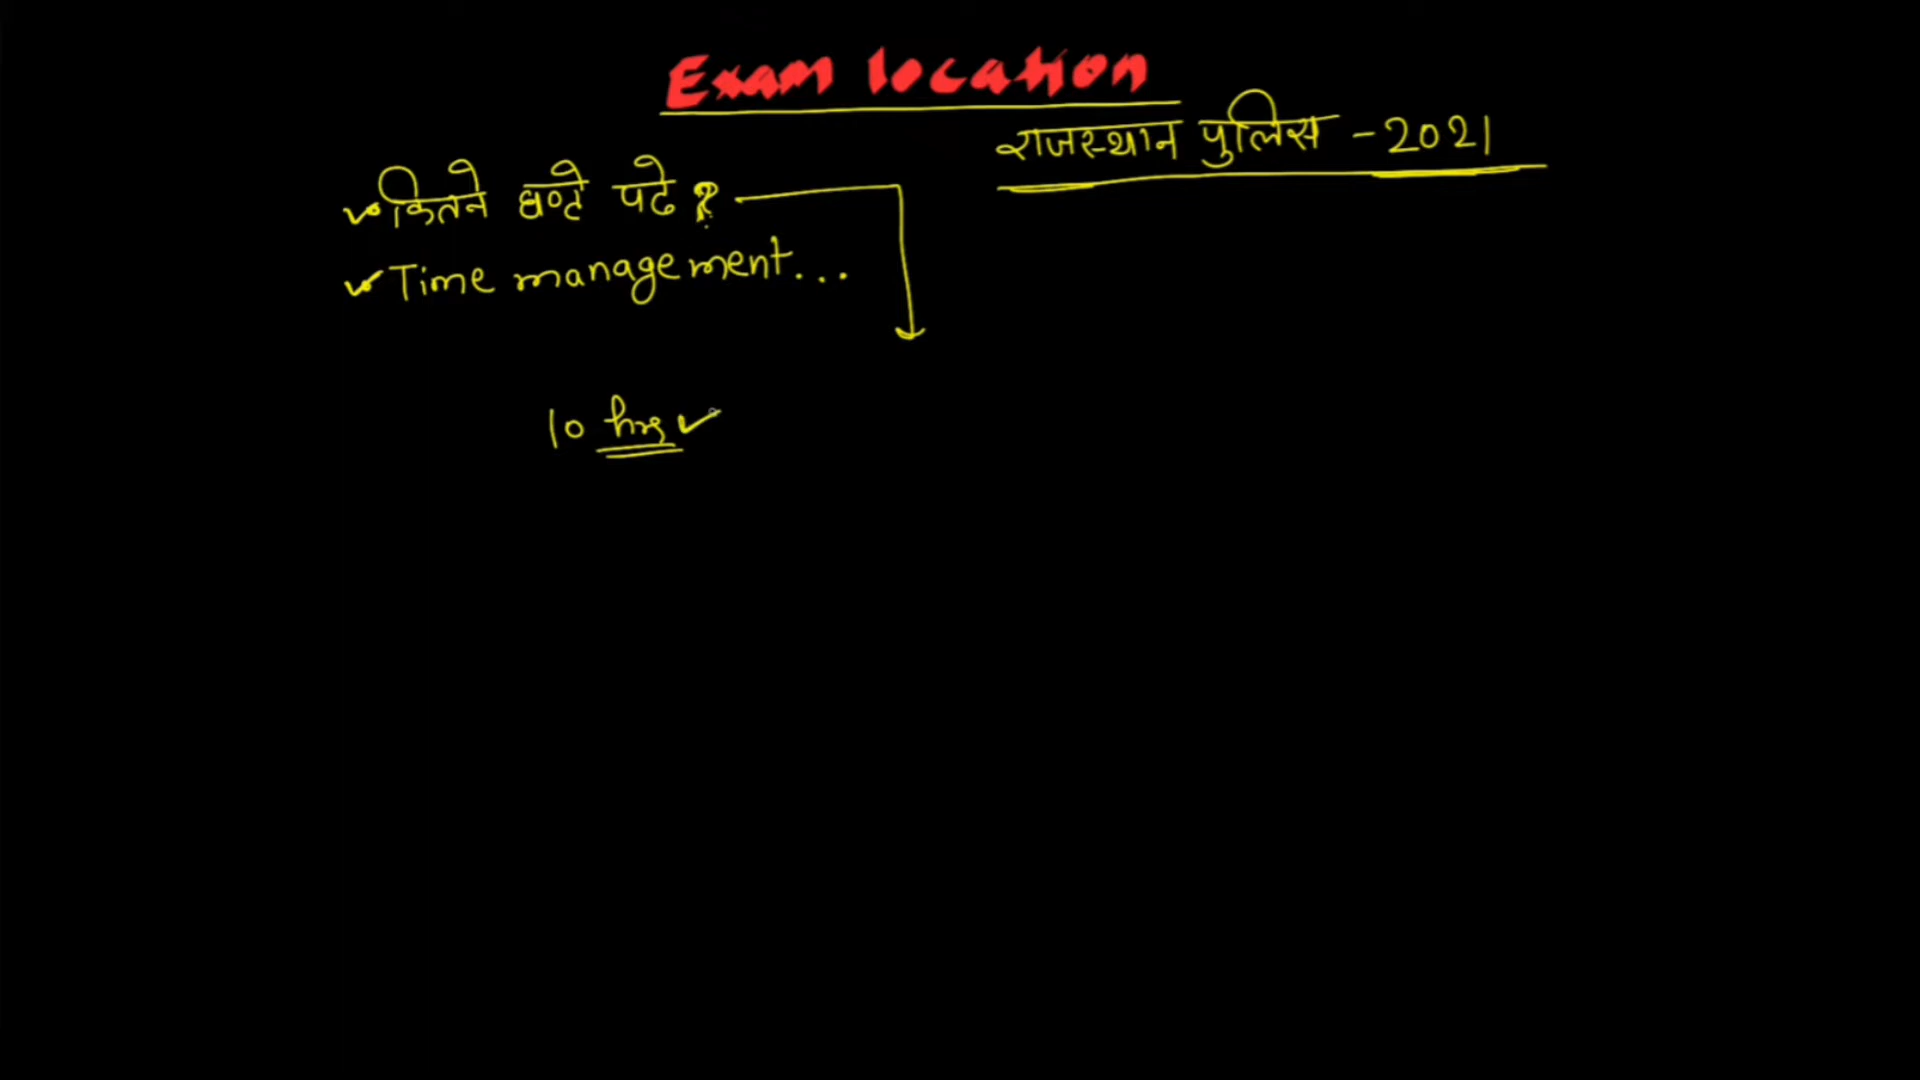 Exam location
राजस्थान पुलिस - 2021
कितने घण्टे पढे ?
Time management...
10 hrs